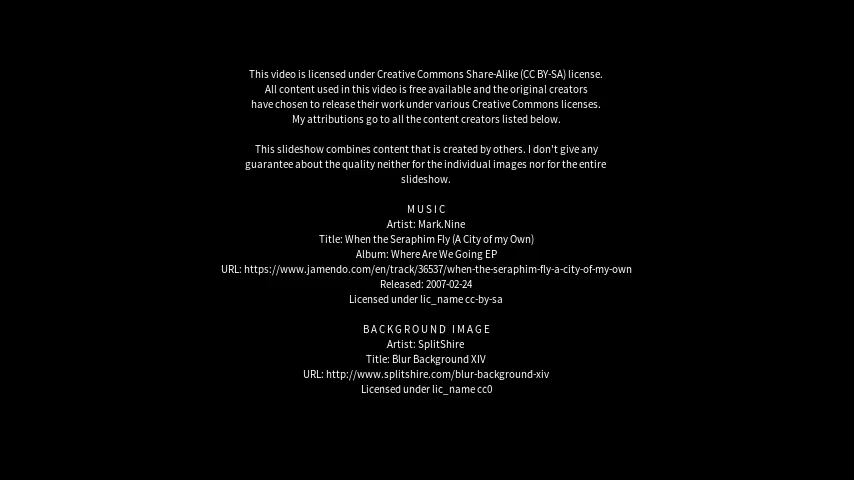 This video is licensed under Creative Commons Share-Alike (CC BY-SA) license.
All content used in this video is free available and the original creators
have chosen to release their work under various Creative Commons licenses.
My attributions go to all the content creators listed below.
This slideshow combines content that is created by others. I don't give any
guarantee about the quality neither for the individual images nor for the entire
slideshow.
MUSIC
Artist: Mark.Nine
Title: When the Seraphim Fly (A City of my Own)
Album: Where Are We Going EP
URL: https://www.jamendo.com/en/track/36537/when-the-seraphim-fly-a-city-of-my-own
Released: 2007-02-24
Licensed under lic_name cc-by-sa
BACKGROUND IMAGE
Artist: SplitShire
Title: Blur Background XIV
URL: http://www.splitshire.com/blur-background-xiv
Licensed under lic_name cc0